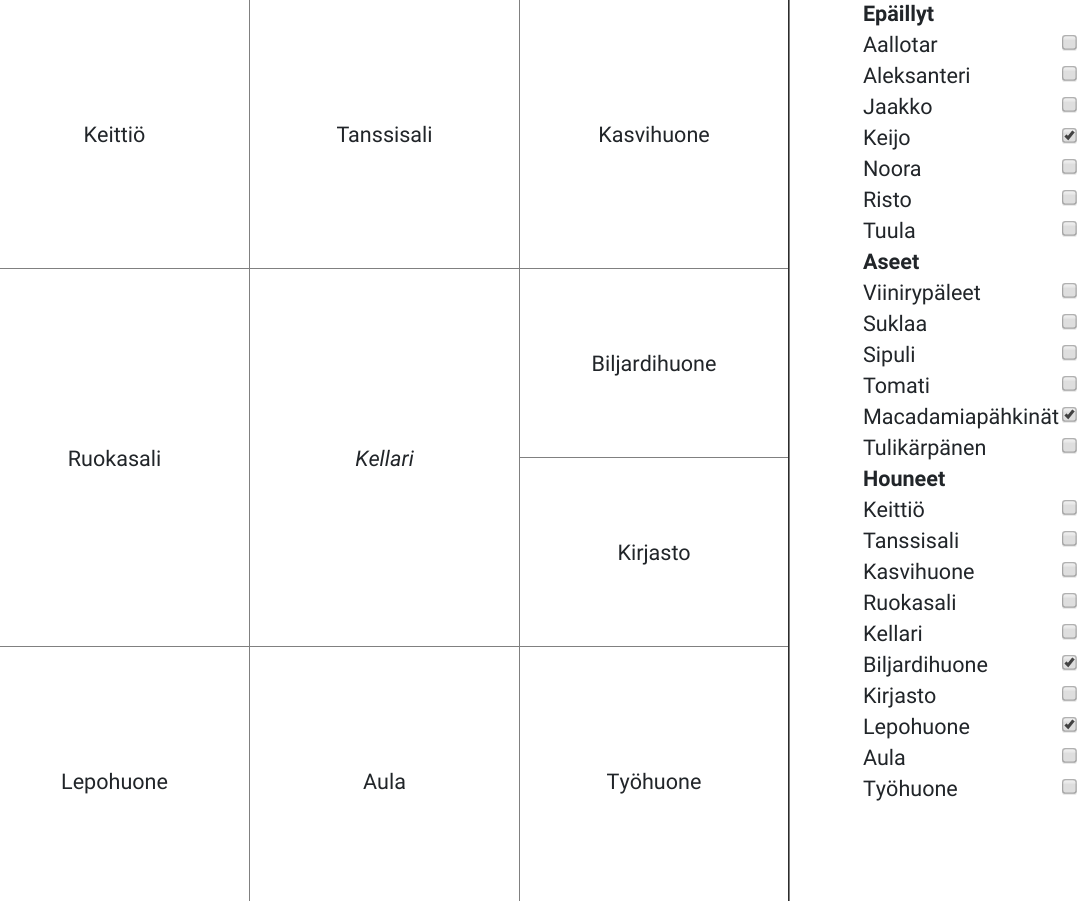 Keittiö
Tanssisali
Kasvihuone
Ruokasali
Kellari
Biljardihuone
Kirjasto
Lepohuone
Aula
Työhuone
Epäillyt
Aallotar
Aleksanteri
Jaakko
Keijo
Noora
Risto
Tuula
Aseet
Viinirypäleet
Suklaa
Sipuli
Tomati
Macadamiapähkinät
Tulikärpänen
Houneet
Keittiö
Tanssisali
Kasvihuone
Ruokasali
Kellari
Biljardihuone
Kirjasto
Lepohuone
Aula
Työhuone